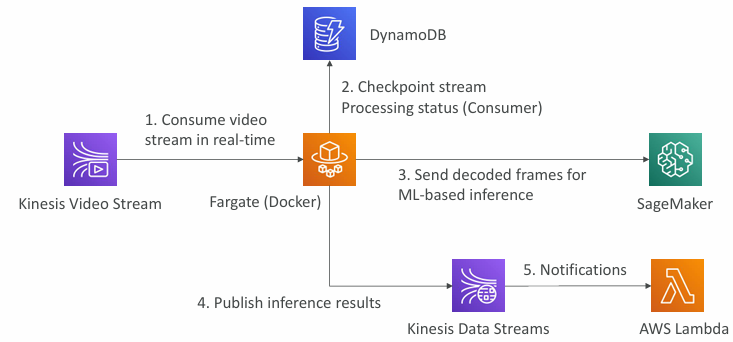 DynamoDB
2. Checkpoint stream
Processing status (Consumer)
1. Consume video
stream in real-time
3. Send decoded frames for
ML-based inference
Kinesis Video Stream
Fargate (Docker)
SageMaker
5. Notifications
4. Publish inference results
Kinesis Data Streams
AWS Lambda